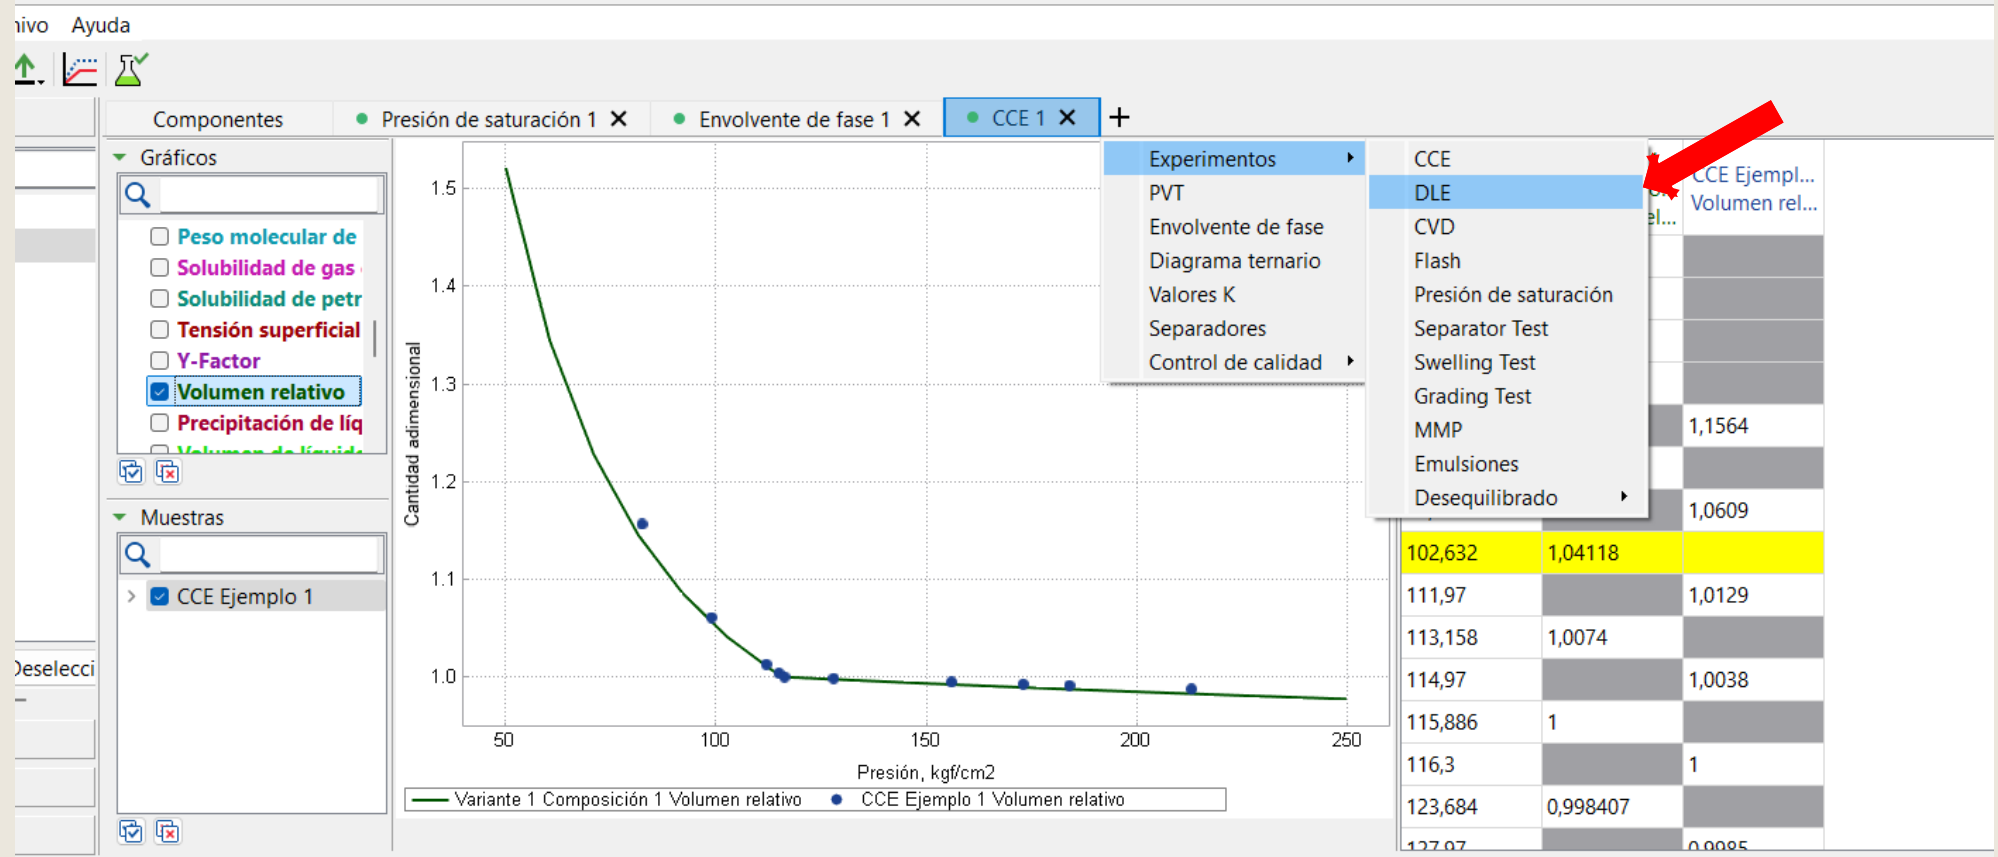 Ayuda
Componentes
Presión de saturación 1
Envolvente de fase 1
CCE 1
Gráficos
Peso molecular de
Solubilidad de gas
Solubilidad de petr
Tensión superficial
Y-Factor
Volumen relativo
Precipitación de líq
Muestras
CCE Ejemplo 1
Deselecci
Cantidad adimensional
1.5
1.4
1.3
1.2
1.1
1.0
50
100
150
200
250
Presión, kgf/cm2
Variante 1 Composición 1 Volumen relativo
CCE Ejemplo 1 Volumen relativo
Experimentos
PVT
Envolvente de fase
Diagrama ternario
Valores K
Separadores
Control de calidad
CCE
DLE
CVD
Flash
Presión de saturación
Separator Test
Swelling Test
Grading Test
MMP
Emulsiones
Desequilibrado
el...
CCE Ejempl...
Volumen rel...
1,1564
1,0609
102,632 1,04118
111,97 1,0129
113,158 1,0074
114,97 1,0038
115,886 1
116,3 1
123,684 0,998407
127,97 0,9985